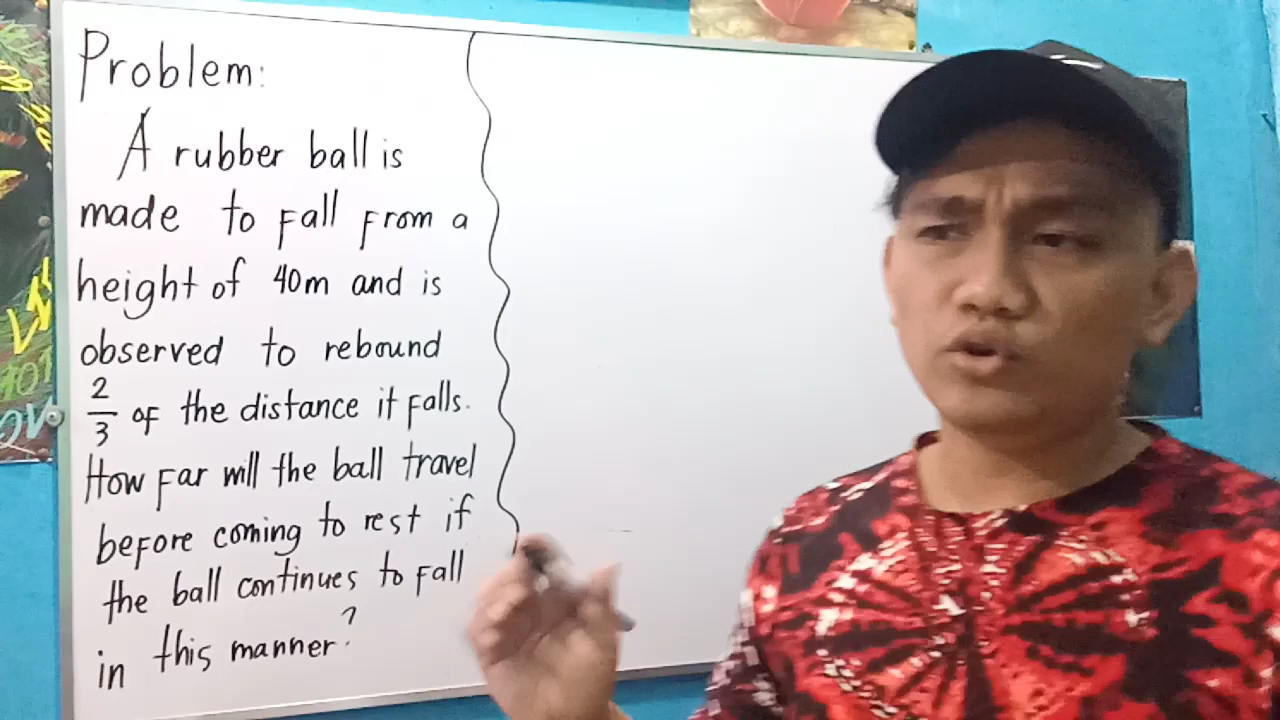 Problem:
A rubber ball is
made to fall from a
height of 40m and is
observed to rebound
2/3 of the distance it falls.
How far will the ball travel
before coming to rest if
the ball continues to fall
in this manner?